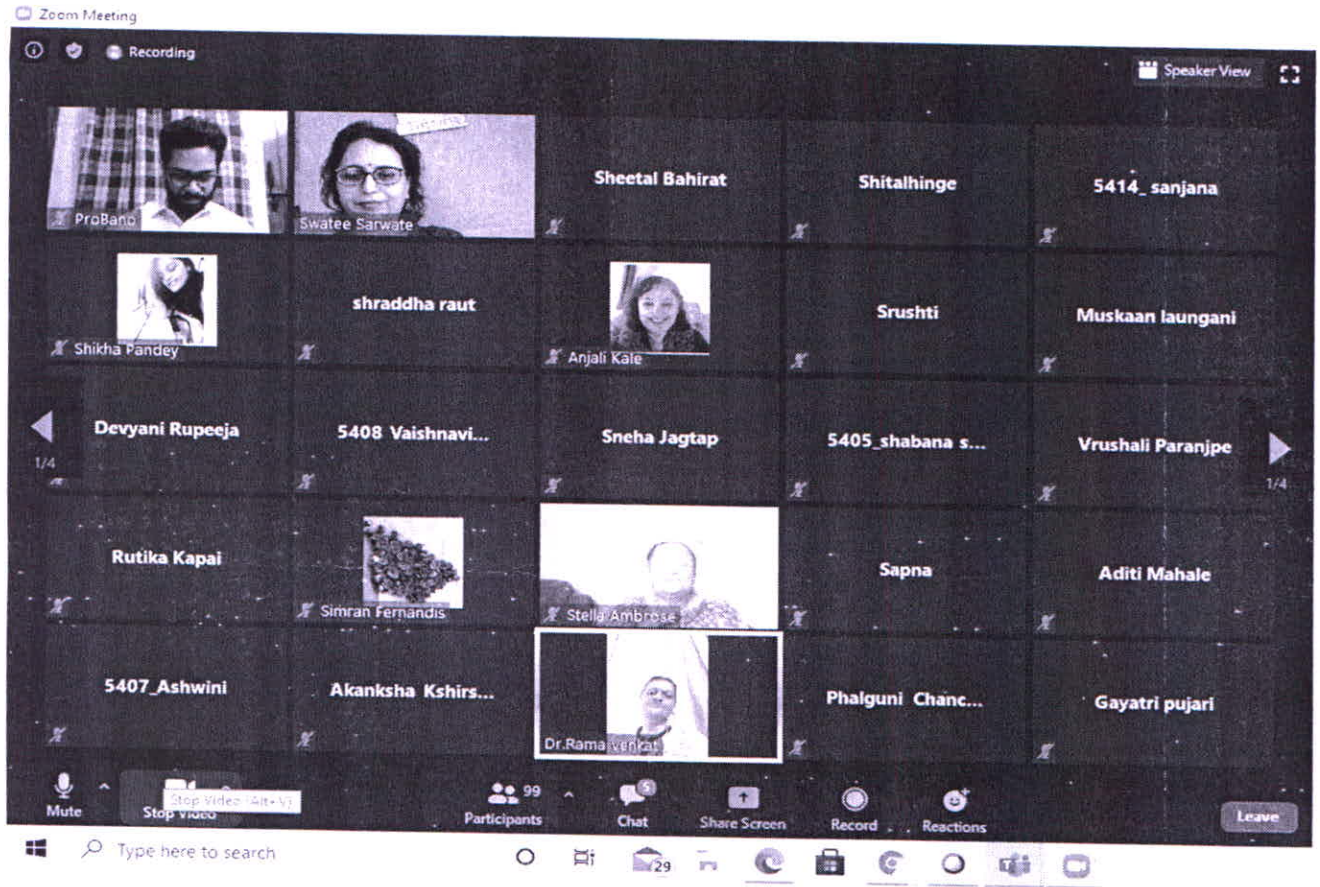 Zoom Meeting
Recording
Speaker View
ProBano
Swatee Sarwate
Sheetal Bahirat
Shitalhinge
5414_ sanjana
Shikha Pandey
shraddha raut
Anjali Kale
Srushti
Muskaan laungani
Devyani Rupeeja
5408 Vaishnavi...
Sneha Jagtap
5405_shabana s...
Vrushali Paranjpe
1/4
1/4
Rutika Kapai
Simran Fernandis
Stella Ambrose
Sapna
Aditi Mahale
5407_Ashwini
Akanksha Kshirs...
Dr.Rama venkat
Phalguni Chanc...
Gayatri pujari
Mute
Stop Video (Alt+V)
Stop Video
99
Participants
5
Chat
Share Screen
Record
Reactions
Leave
Type here to search
29